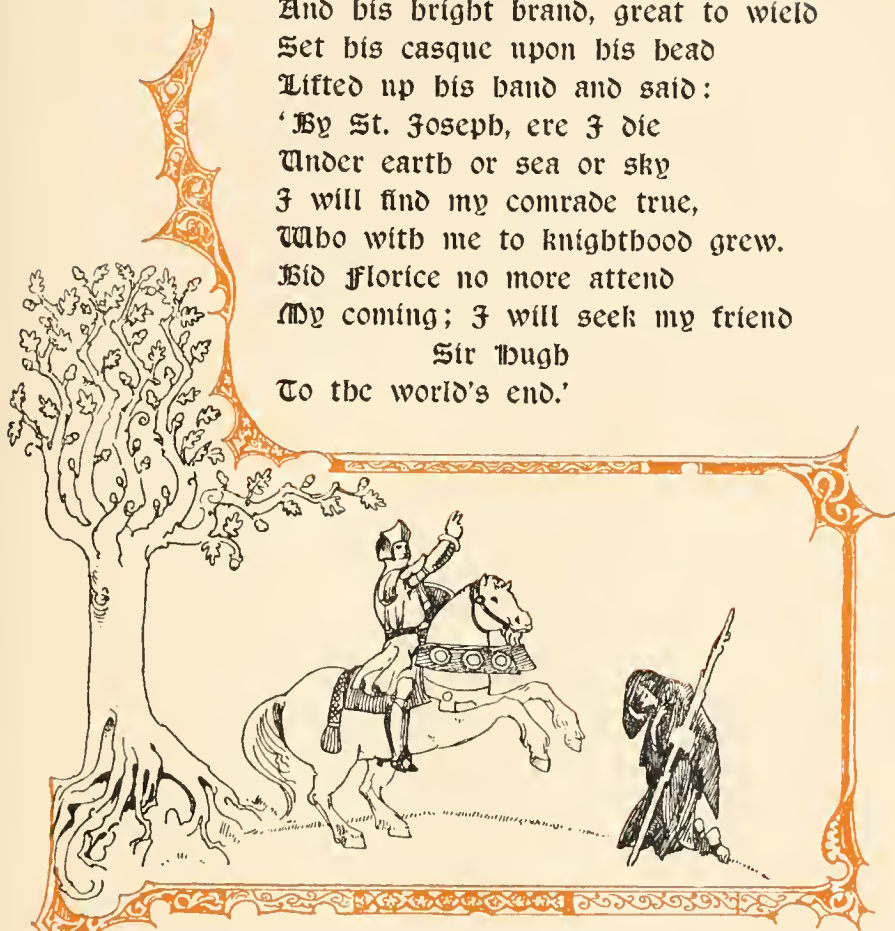 And his bright brand, great to wield
Set his casque upon his head
Lifted up his hand and said:
'By St. Joseph, ere I die
Under earth or sea or sky
I will find my comrade true,
Who with me to knighthood grew.
Bid Florice no more attend
My coming; I will seek my friend
Sir Hugh
To the world's end.'